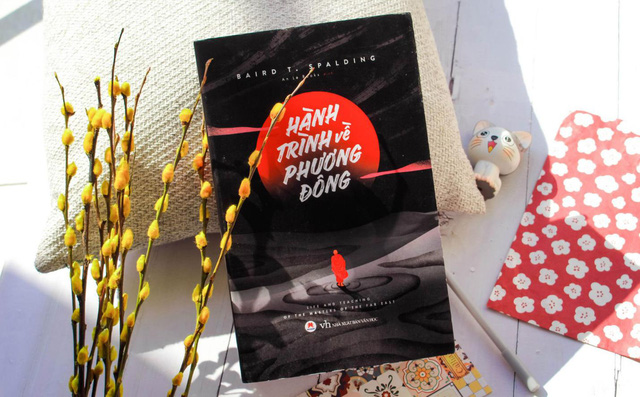 BAIRD T. SPALDING
HÀNH
TRÌNH VỀ
PHƯƠNG
ĐÔNG
LIFE AND TEACHING
OF THE MASTERS OF THE FAR EAST
NHÀ XUẤT BẢN VĂN HỌC